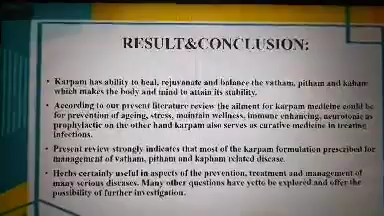 RESULT&CONCLUSION:
• Karpam has ability to heal, rejuvanate and balance the vatham, pitham and kabam
which makes the body and mind to attain its stability.
• According to our present literature review the ailment for karpam medicine could be
for prevention of ageing, stress, maintain wellness, immune enhancing, neurotonic as
prophylactic on the other hand karpam also serves as curative medicine in treating
infections.
• Present review strongly indicates that most of the karpam formulation prescribed for
management of vatham, pitham and kapham related disease.
• Herbs certainly useful in aspects of the prevention, treatment and management of
many serious diseases. Many other questions have yetto be explored and offer the
possibility of further investigation.